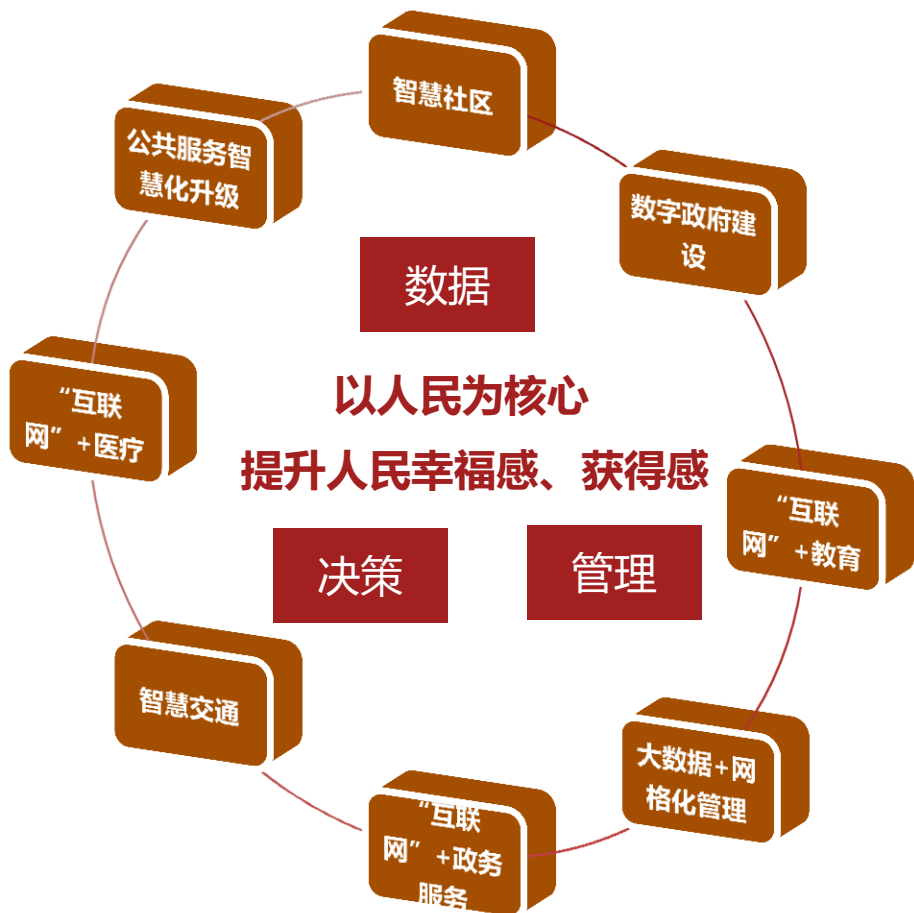 智慧社区
公共服务智
慧化升级
数字政府建
设
数据
以人民为核心
提升人民幸福感、获得感
“互联
网”+医疗
“互联
网”+教育
决策
管理
智慧交通
大数据+网
格化管理
“互联
网”+政务
服务